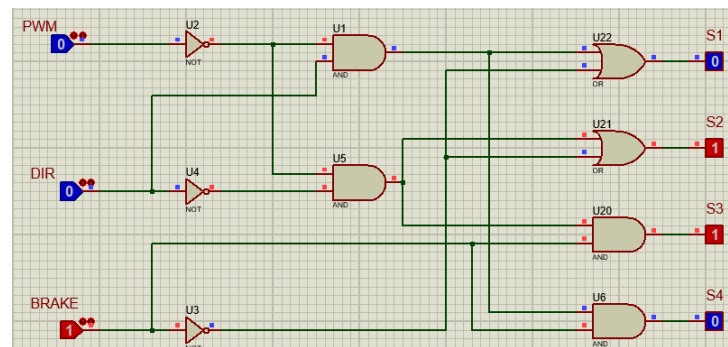 PWM
0
U2
NOT
U1
AND
U22
OR
S1
0
U21
OR
S2
1
DIR
0
U4
NOT
U5
AND
U20
AND
S3
1
BRAKE
1
U3
NOT
U6
AND
S4
0